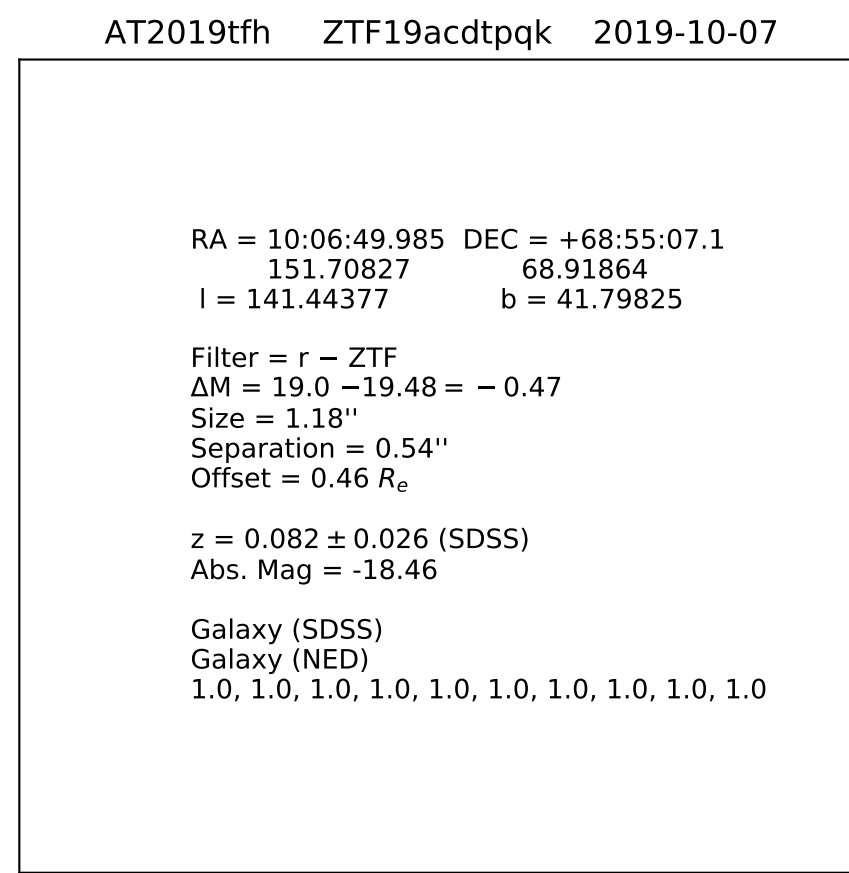 AT2019tfh ZTF19acdtpqk 2019-10-07
RA = 10:06:49.985 DEC = +68:55:07.1
151.70827 68.91864
l = 141.44377 b = 41.79825
Filter = r − ZTF
ΔM = 19.0 −19.48 = − 0.47
Size = 1.18''
Separation = 0.54''
Offset = 0.46 Re
z = 0.082 ± 0.026 (SDSS)
Abs. Mag = -18.46
Galaxy (SDSS)
Galaxy (NED)
1.0, 1.0, 1.0, 1.0, 1.0, 1.0, 1.0, 1.0, 1.0, 1.0